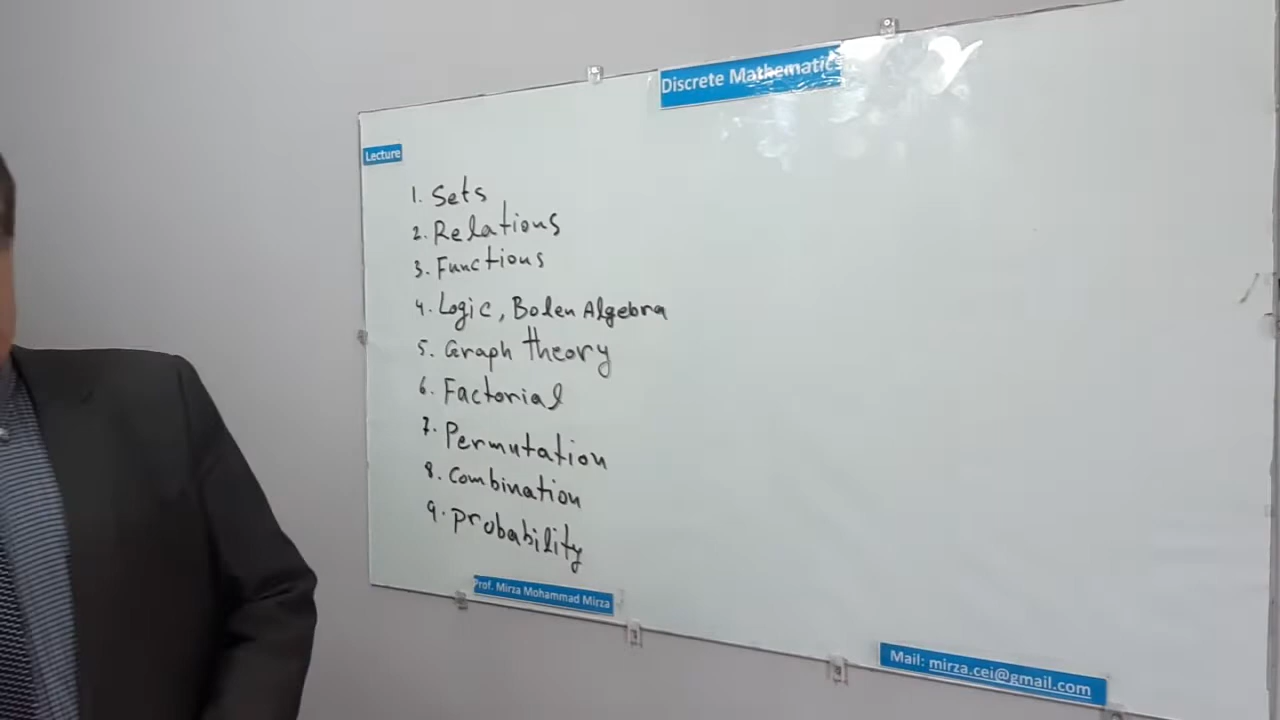 Discrete Mathematics
Lecture
1. Sets
2. Relations
3. Functions
4. Logic, Bolen Algebra
5. Graph theory
6. Factorial
7. Permutation
8. Combination
9. probability
Prof. Mirza Mohammad Mirza
Mail: mirza.cei@gmail.com